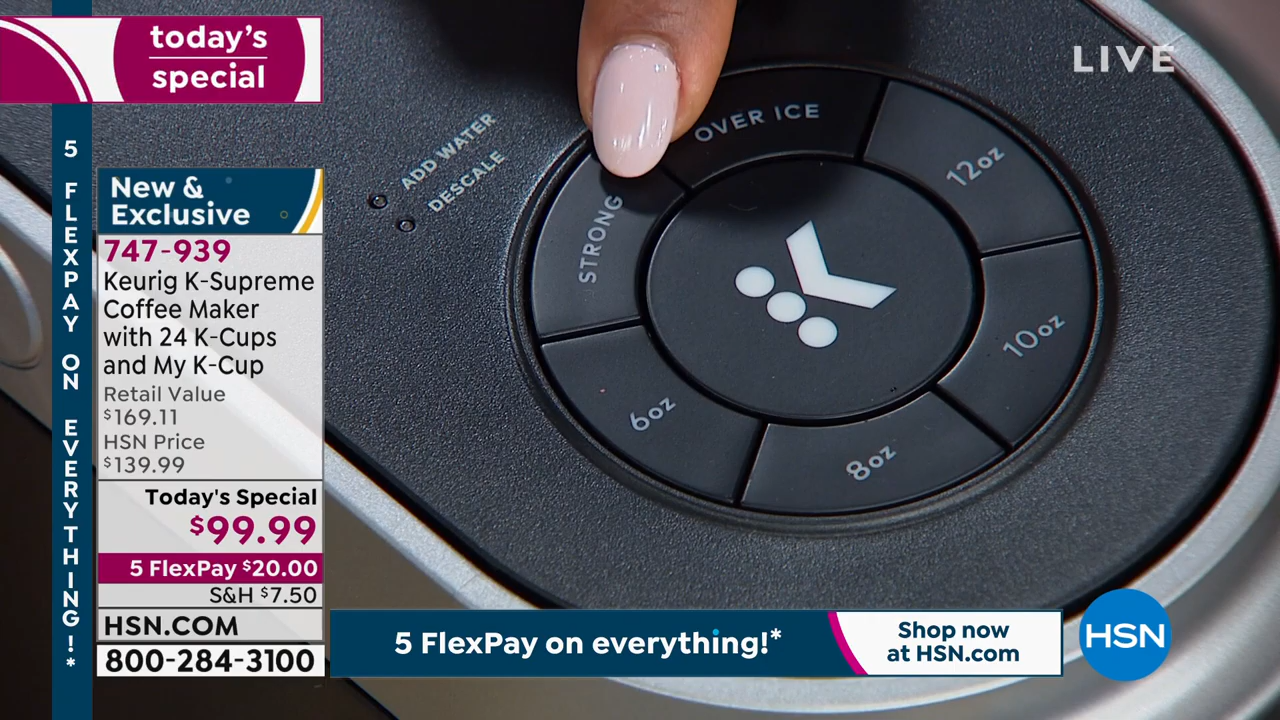 today's
special
LIVE
5 FLEXPAY ON EVERYTHING!*
New &
Exclusive
747-939
Keurig K-Supreme
Coffee Maker
with 24 K-Cups
and My K-Cup
Retail Value
$169.11
HSN Price
$139.99
Today's Special
$99.99
5 FlexPay $20.00
S&H $7.50
HSN.COM
800-284-3100
ADD WATER
DESCALE
STRONG
OVER ICE
12oz
10oz
8oz
6oz
K
5 FlexPay on everything!*
Shop now
at HSN.com
HSN